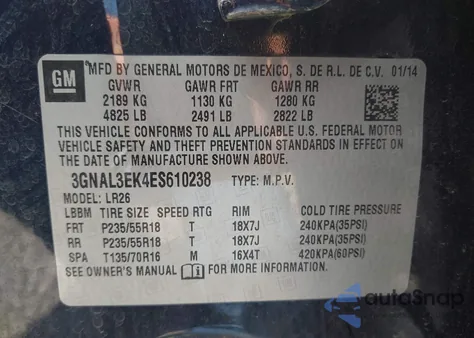 GM
MFD BY GENERAL MOTORS DE MEXICO, S. DE R.L. DE C.V. 01/14
GVWR GAWR FRT GAWR RR
2189 KG 1130 KG 1280 KG
4825 LB 2491 LB 2822 LB
THIS VEHICLE CONFORMS TO ALL APPLICABLE U.S. FEDERAL MOTOR
VEHICLE SAFETY AND THEFT PREVENTION STANDARDS IN EFFECT ON
THE DATE OF MANUFACTURE SHOWN ABOVE.
3GNAL3EK4ES610238 TYPE: M.P.V.
MODEL: LR26
LBBM TIRE SIZE SPEED RTG RIM COLD TIRE PRESSURE
FRT P235/55R18 T 18X7J 240KPA(35PSI)
RR P235/55R18 T 18X7J 240KPA(35PSI)
SPA T135/70R16 M 16X4T 420KPA(60PSI)
SEE OWNER'S MANUAL FOR MORE INFORMATION
autoSnap